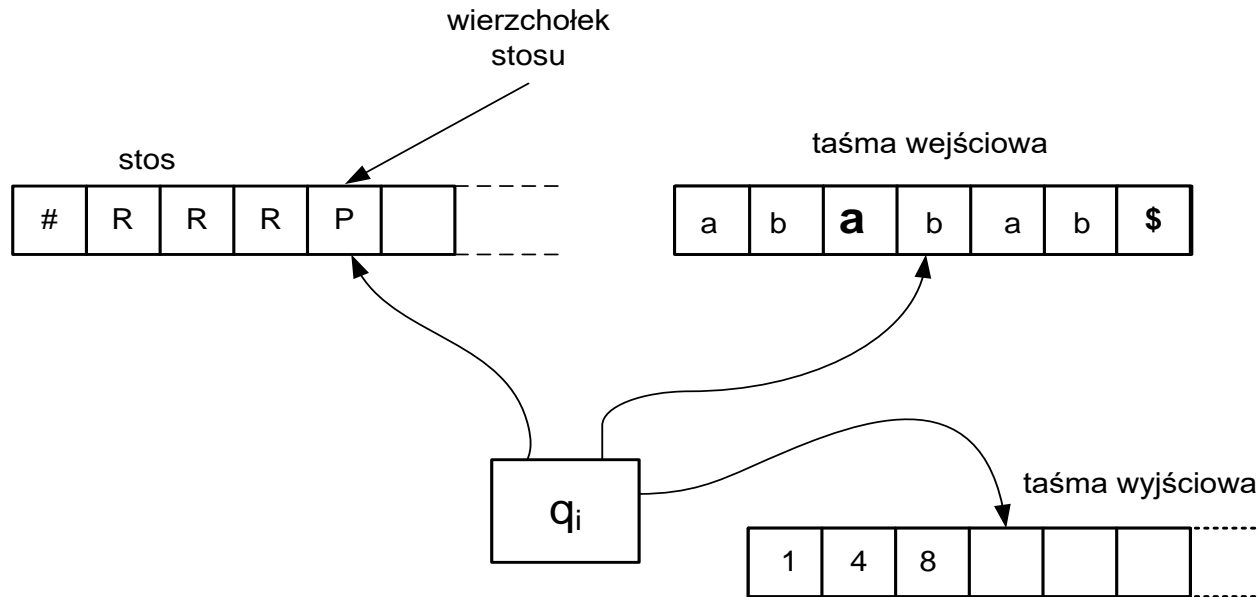 wierzchołek
stosu
stos
taśma wejściowa
# R R R P
a b a b a b $
qi
taśma wyjściowa
1 4 8